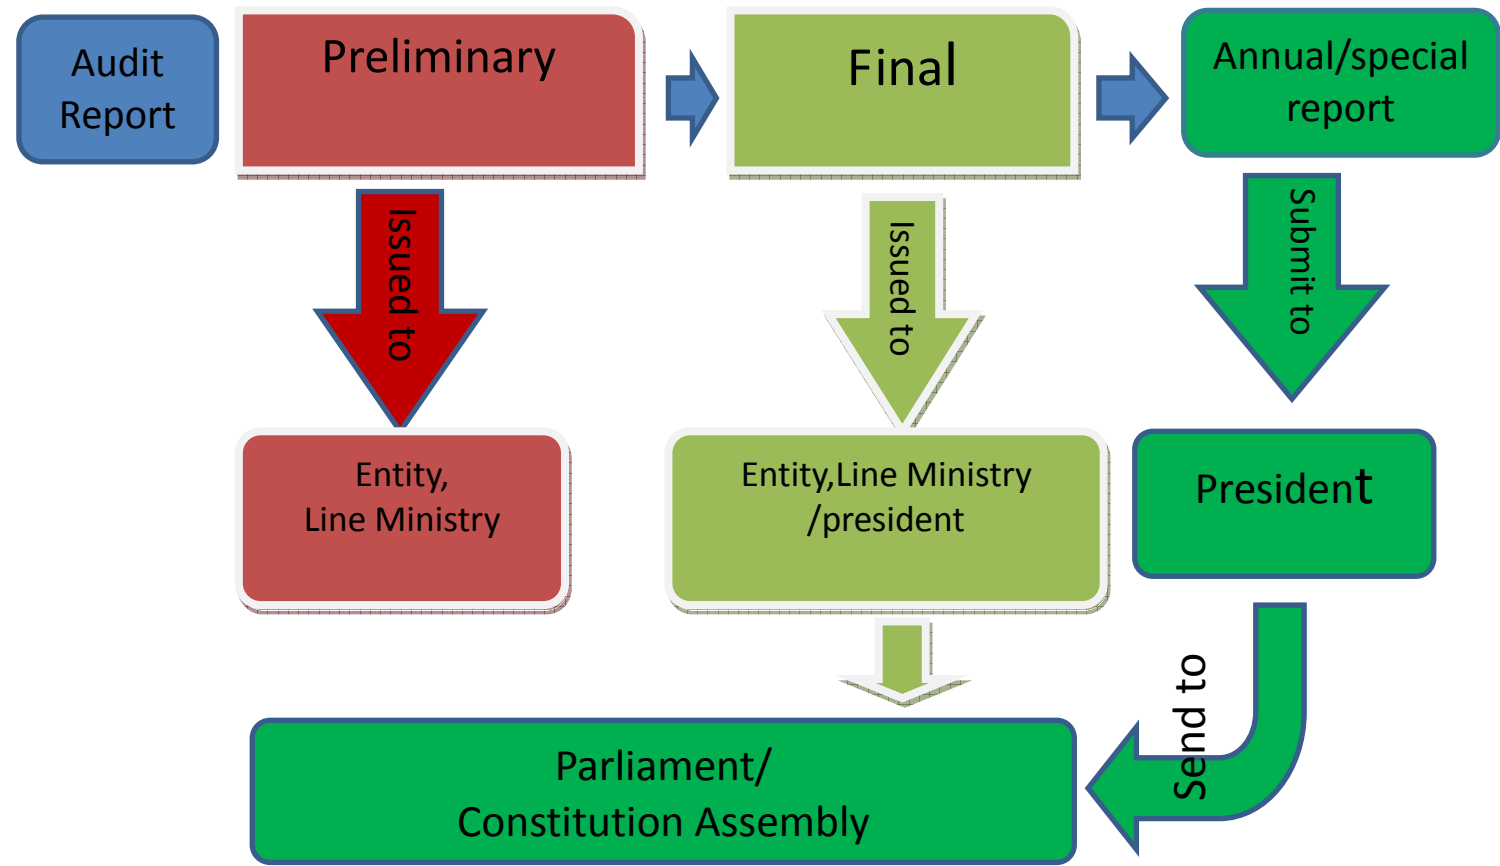 Audit
Report
Preliminary
Final
Annual/special
report
Issued to
Issued to
Submit to
Entity,
Line Ministry
Entity,Line Ministry
/president
President
Send to
Parliament/
Constitution Assembly